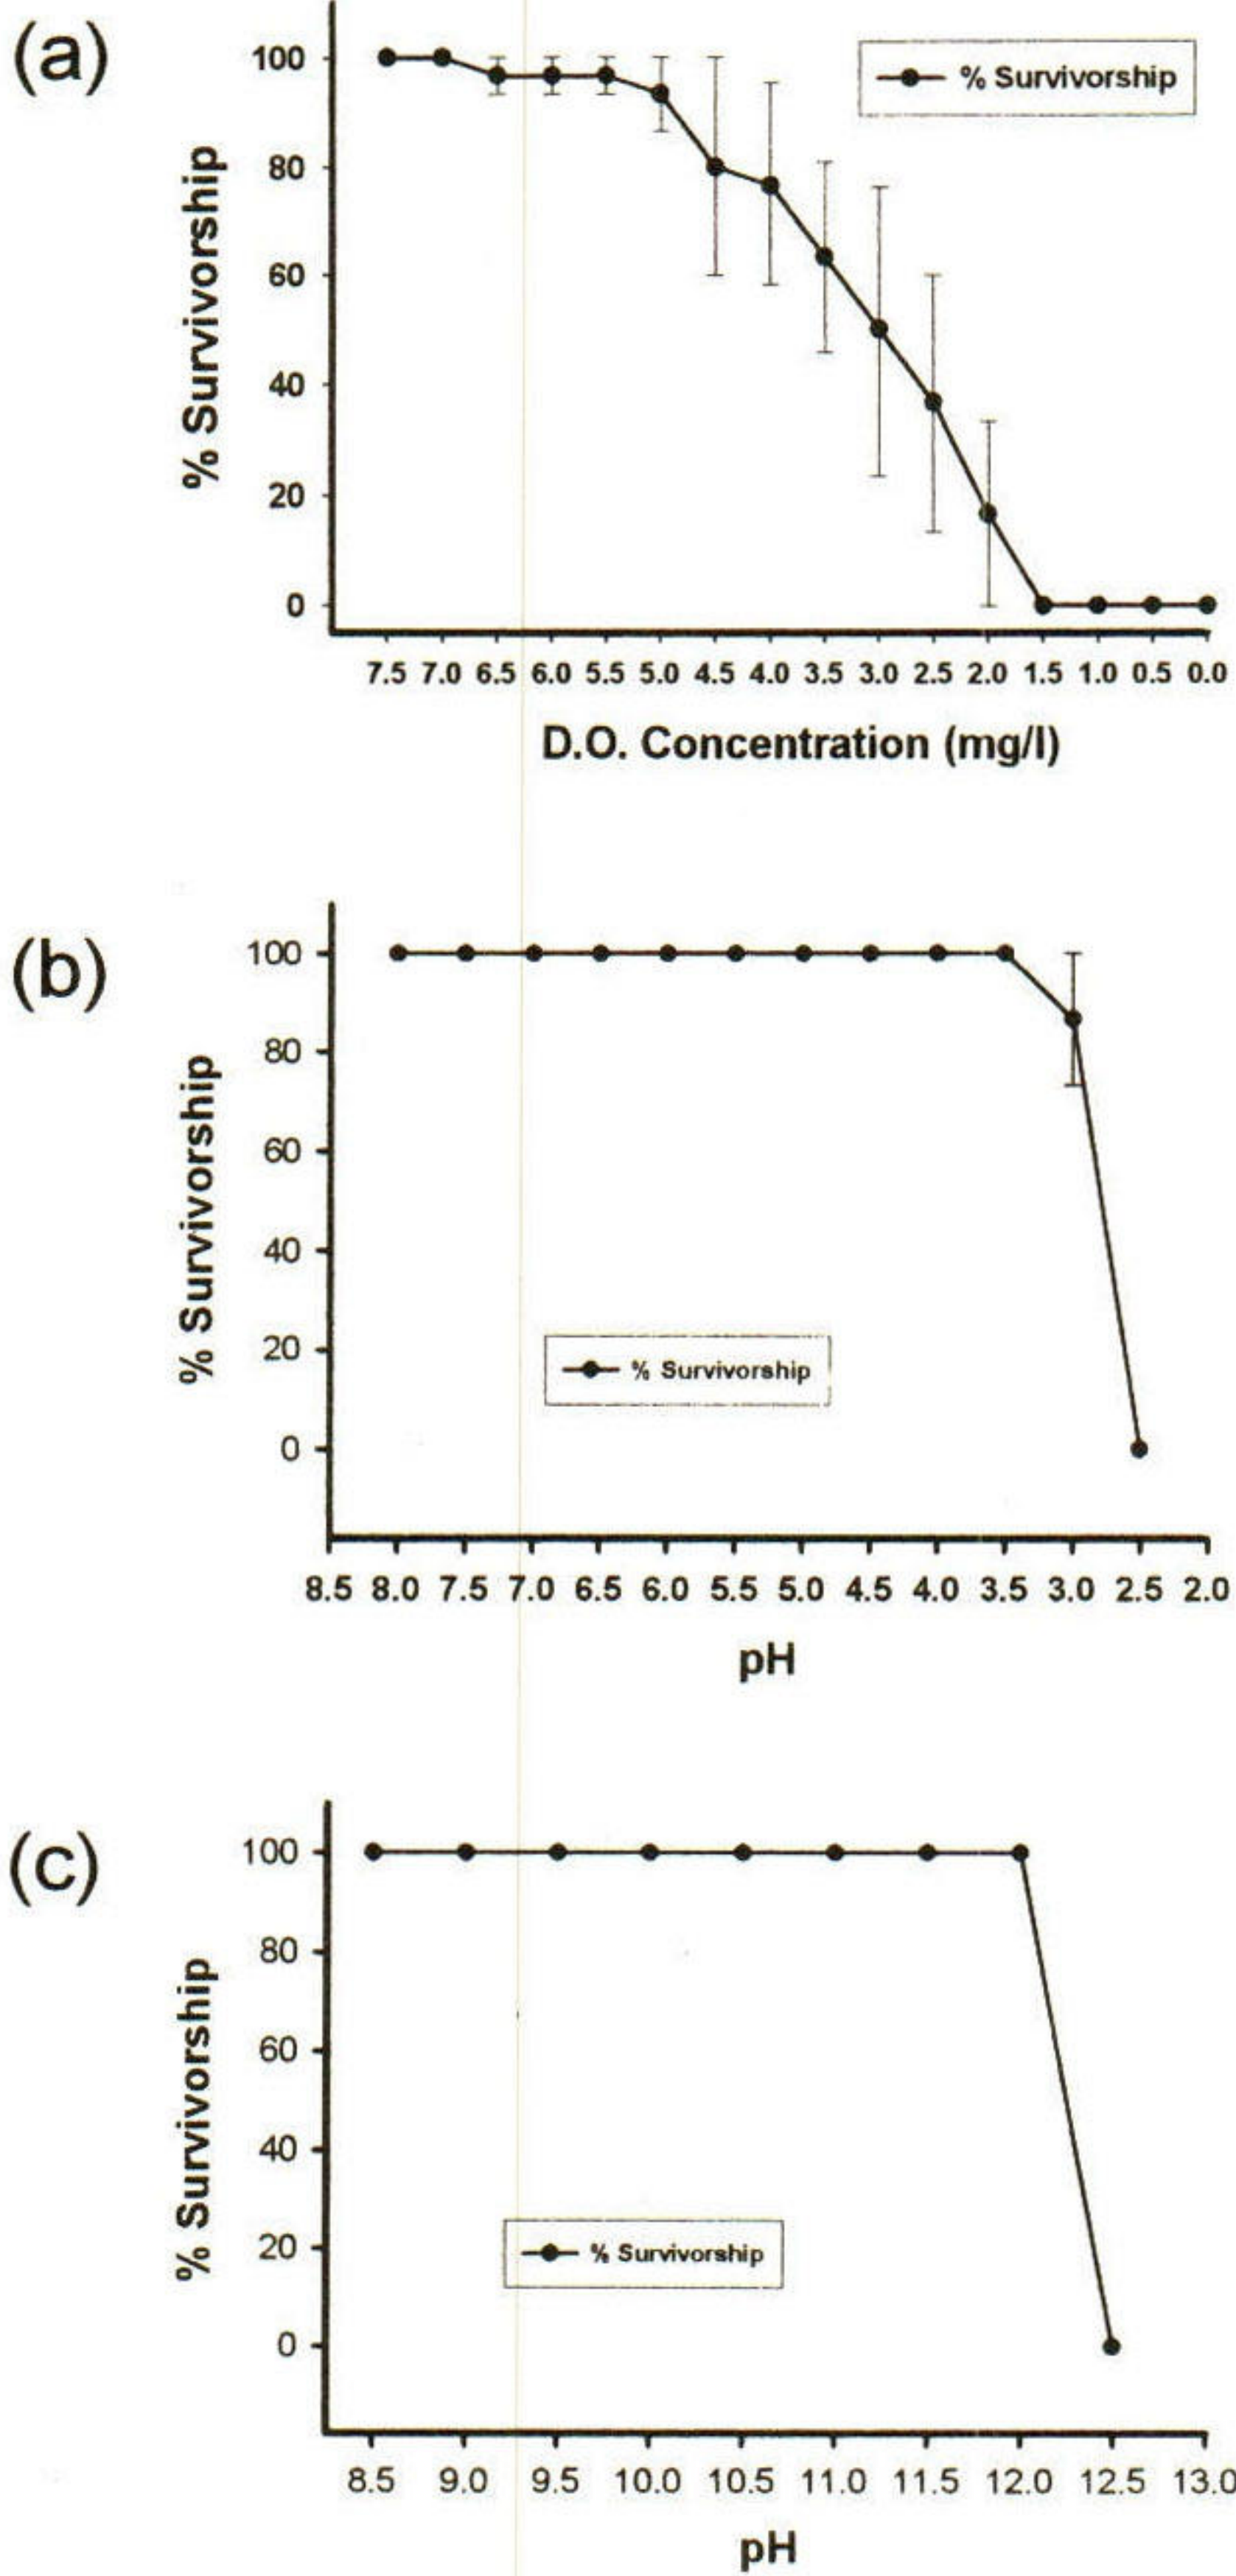 (a)
% Survivorship
100
80
60
40
20
0
% Survivorship
7.5 7.0 6.5 6.0 5.5 5.0 4.5 4.0 3.5 3.0 2.5 2.0 1.5 1.0 0.5 0.0
D.O. Concentration (mg/l)
(b)
% Survivorship
100
80
60
40
20
0
% Survivorship
8.5 8.0 7.5 7.0 6.5 6.0 5.5 5.0 4.5 4.0 3.5 3.0 2.5 2.0
pH
(c)
% Survivorship
100
80
60
40
20
0
% Survivorship
8.5 9.0 9.5 10.0 10.5 11.0 11.5 12.0 12.5 13.0
pH